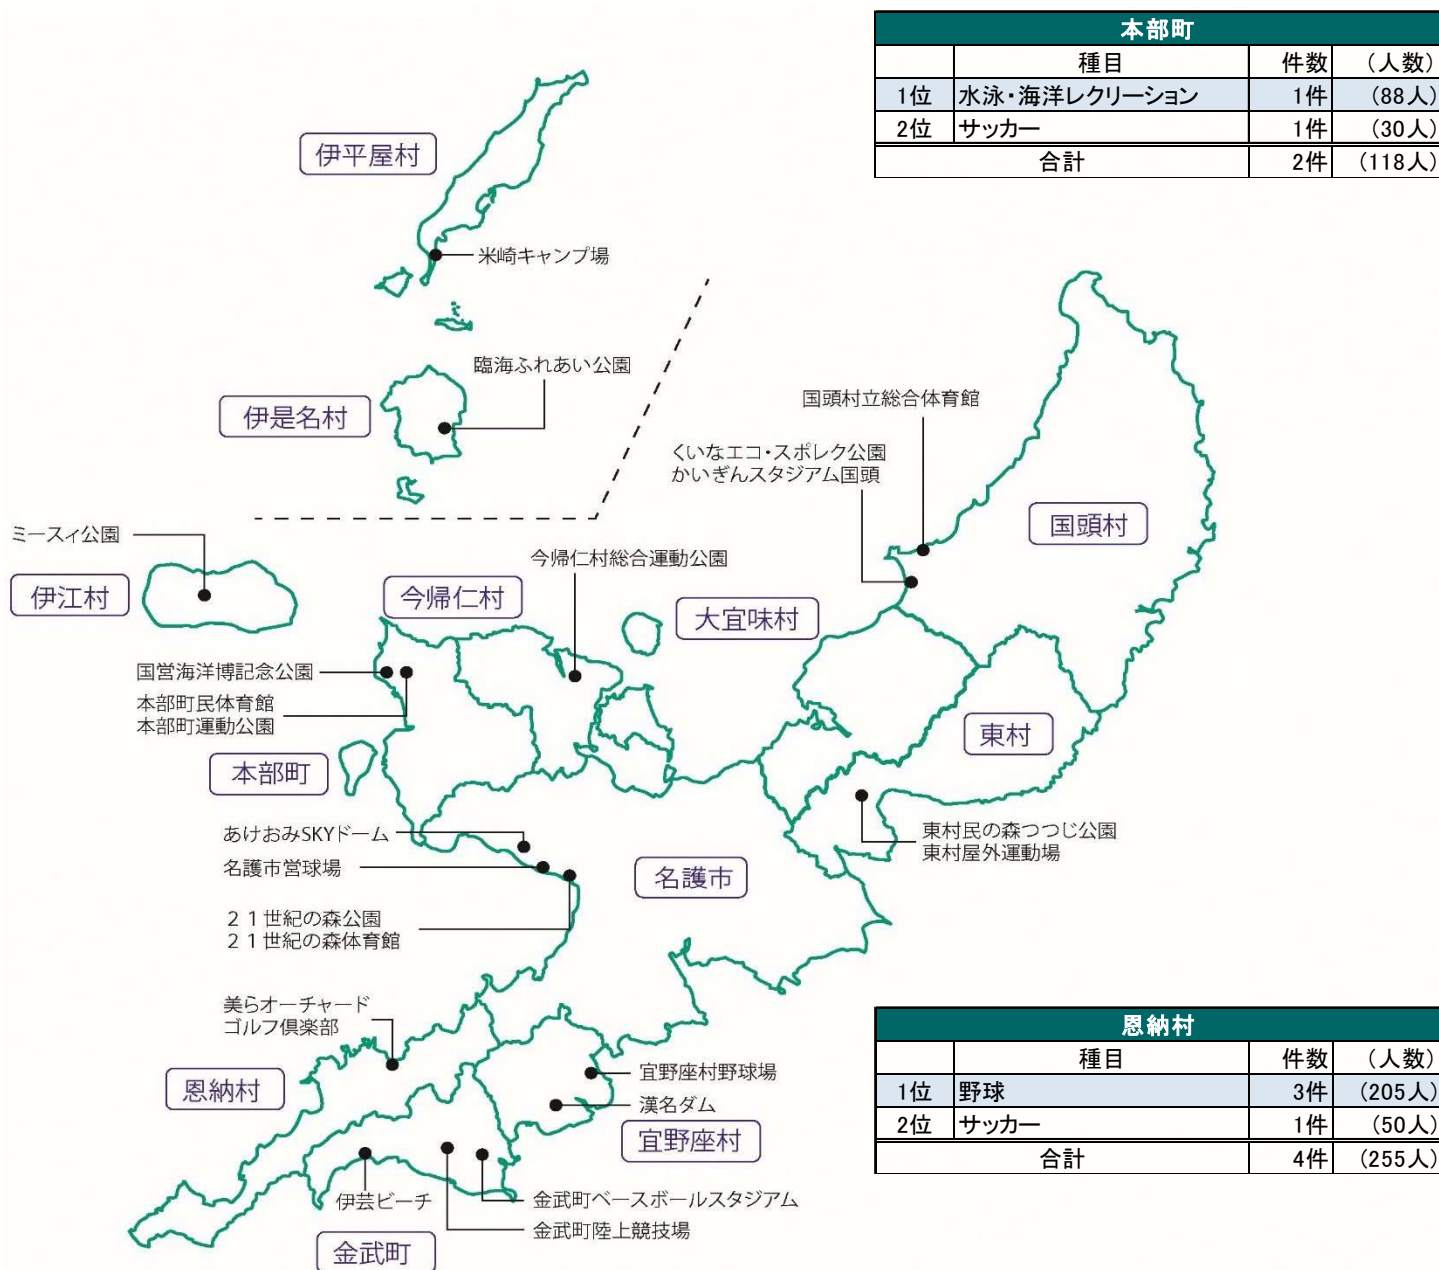 本部町
種目 件数 (人数)
1位 水泳・海洋レクリーション 1件 (88人)
2位 サッカー 1件 (30人)
合計 2件 (118人)
伊平屋村
米崎キャンプ場
臨海ふれあい公園
伊是名村
国頭村立総合体育館
くいなエコ・スポレク公園
かいぎんスタジアム国頭
国頭村
ミースィ公園
伊江村
今帰仁村総合運動公園
今帰仁村
大宜味村
国営海洋博記念公園
本部町民体育館
本部町運動公園
東村
本部町
あけおみSKYドーム
名護市営球場
東村民の森つつじ公園
東村屋外運動場
名護市
21世紀の森公園
21世紀の森体育館
美らオーチャード
ゴルフ倶楽部
恩納村
宜野座村野球場
漢名ダム
宜野座村
伊芸ビーチ
金武町ベースボールスタジアム
金武町陸上競技場
金武町
恩納村
種目 件数 (人数)
1位 野球 3件 (205人)
2位 サッカー 1件 (50人)
合計 4件 (255人)